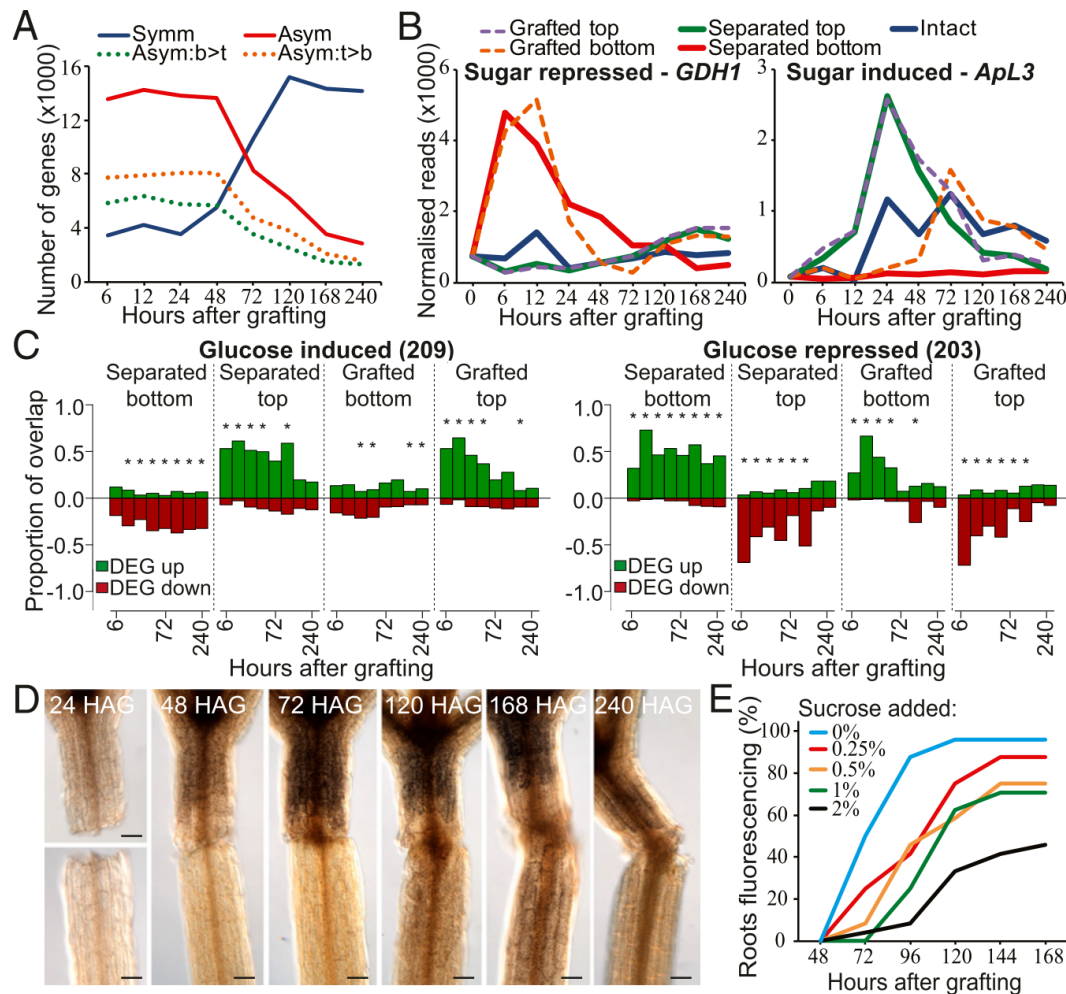 A
Symm
Asym
Asym:b>t
Asym:t>b
Number of genes (x1000)
16
12
8
4
0
6 12 24 48 72 120 168 240
Hours after grafting
B
Grafted top
Separated top
Intact
Grafted bottom
Separated bottom
Sugar repressed - GDH1
Normalised reads (x1000)
6
4
2
0
0 6 12 24 48 72 120 168 240
Hours after grafting
Sugar induced - ApL3
3
2
1
0
0 6 12 24 48 72 120 168 240
Hours after grafting
C
Glucose induced (209)
Separated bottom
Separated top
Grafted bottom
Grafted top
Proportion of overlap
1.0
0.5
0.0
-0.5
-1.0
* * * * * * *
* * * * *
* * * *
* * * * *
DEG up
DEG down
6 72 240 6 72 240 6 72 240 6 72 240
Hours after grafting
Glucose repressed (203)
Separated bottom
Separated top
Grafted bottom
Grafted top
1.0
0.5
0.0
-0.5
-1.0
* * * * * * * *
* * * * * *
* * * * *
* * * * * *
DEG up
DEG down
6 72 240 6 72 240 6 72 240 6 72 240
Hours after grafting
D
24 HAG
48 HAG
72 HAG
120 HAG
168 HAG
240 HAG
E
Sucrose added:
0%
0.25%
0.5%
1%
2%
Roots fluorescencing (%)
100
80
60
40
20
0
48 72 96 120 144 168
Hours after grafting